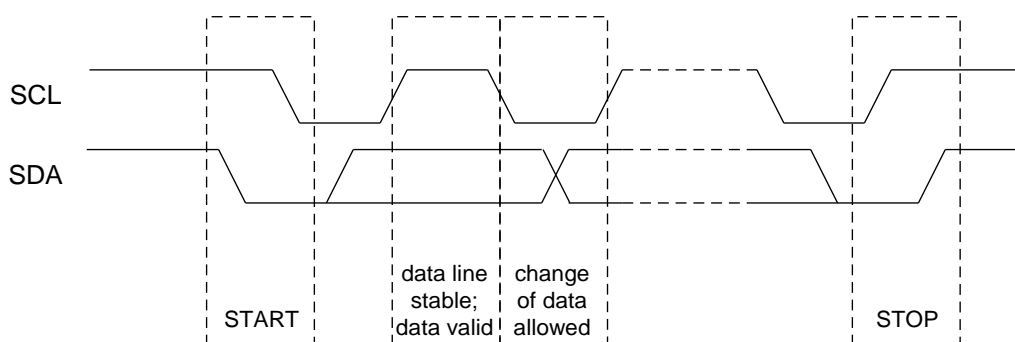 SCL
SDA
START
data line
stable;
data valid
change
of data
allowed
STOP